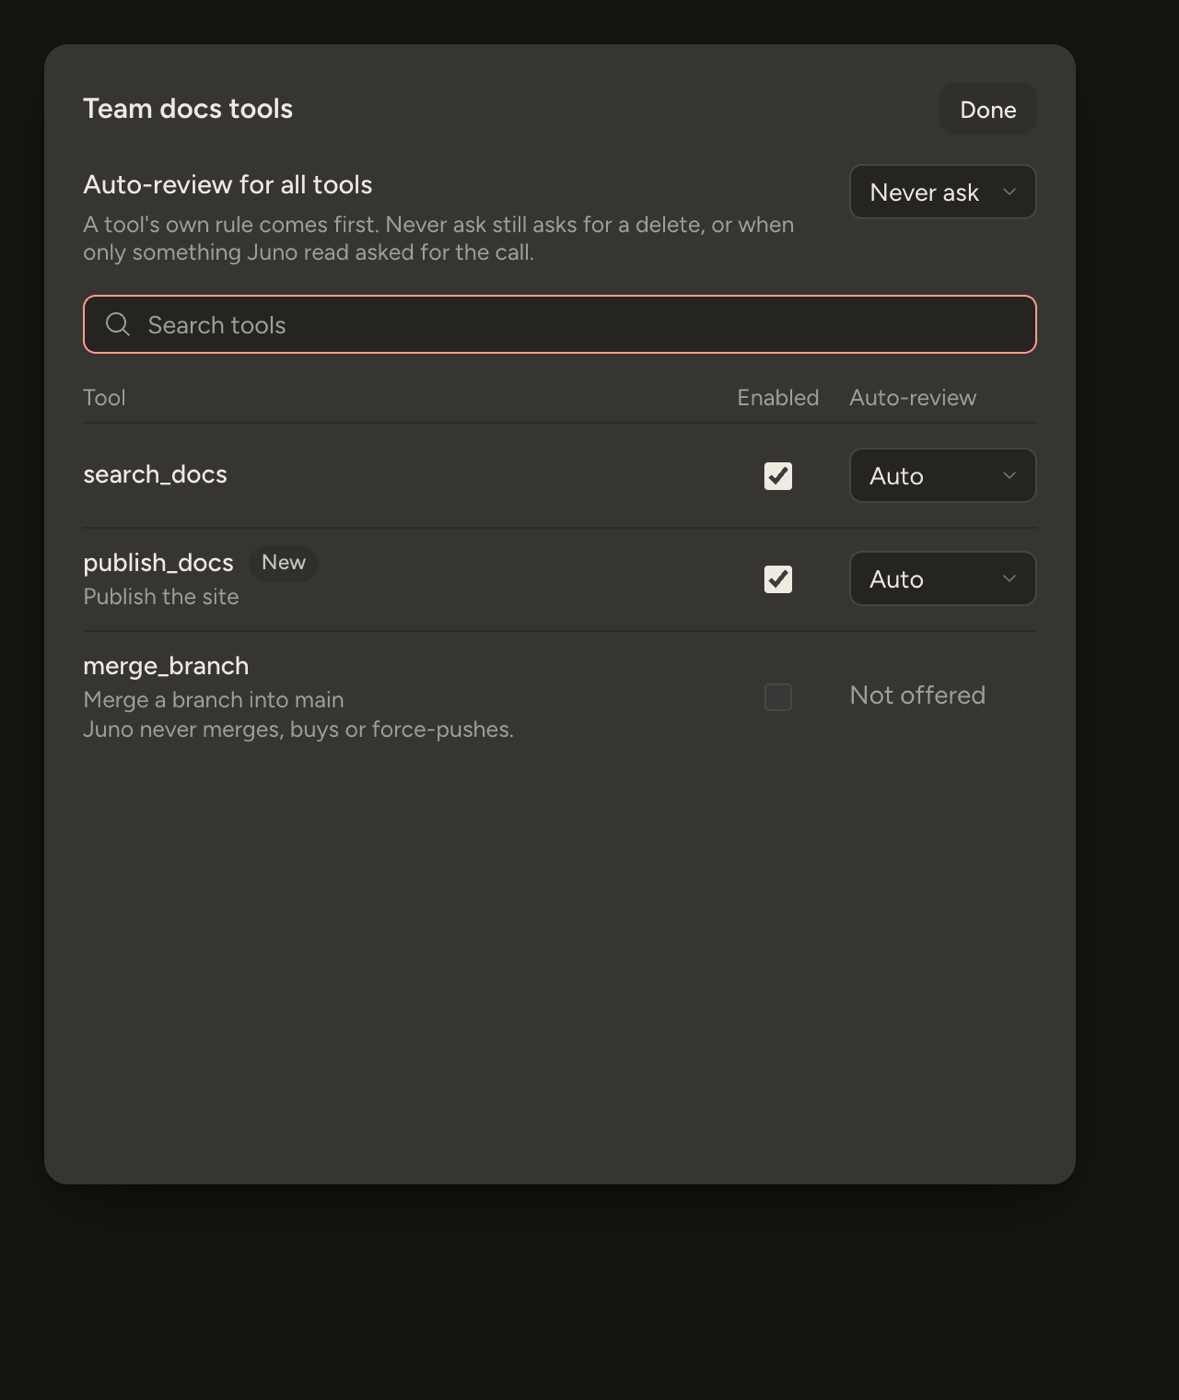 Team docs tools
Done
Auto-review for all tools
Never ask
A tool's own rule comes first. Never ask still asks for a delete, or when
only something Juno read asked for the call.
Search tools
Tool Enabled Auto-review
search_docs Auto
publish_docs New
Publish the site
Auto
merge_branch
Merge a branch into main
Juno never merges, buys or force-pushes.
Not offered